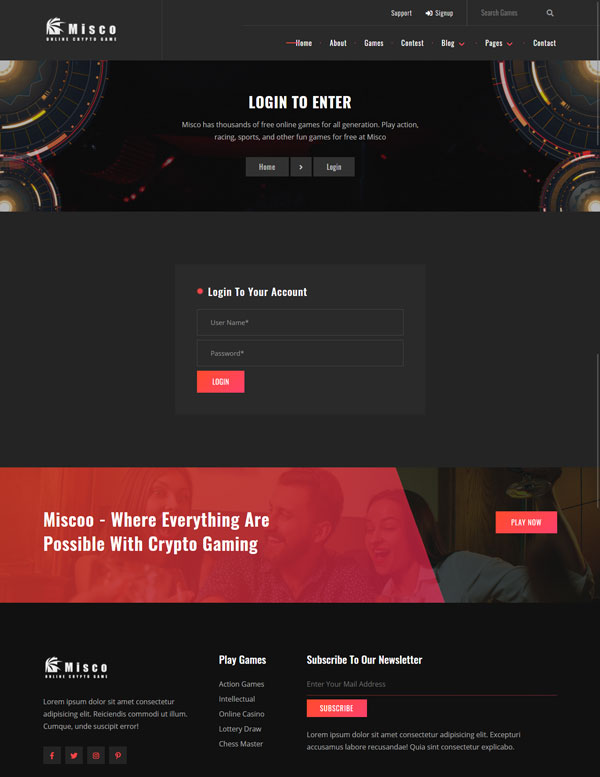 Support
Signup
Search Games
Misco
ONLINE CRYPTO GAME
Home
About
Games
Contest
Blog
Pages
Contact
LOGIN TO ENTER
Misco has thousands of free online games for all generation. Play action,
racing, sports, and other fun games for free at Misco
Home
Login
Login To Your Account
User Name*
Password*
LOGIN
Miscoo - Where Everything Are
Possible With Crypto Gaming
PLAY NOW
Misco
ONLINE CRYPTO GAME
Lorem ipsum dolor sit amet consectetur
adipisicing elit. Reiciendis commodi ut illum.
Cumque, unde suscipit error!
Play Games
Action Games
Intellectual
Online Casino
Lottery Draw
Chess Master
Subscribe To Our Newsletter
Enter Your Mail Address
SUBSCRIBE
Lorem ipsum dolor sit amet consectetur adipisicing elit. Excepturi
accusamus labore recusandae! Quia sint consectetur explicabo.